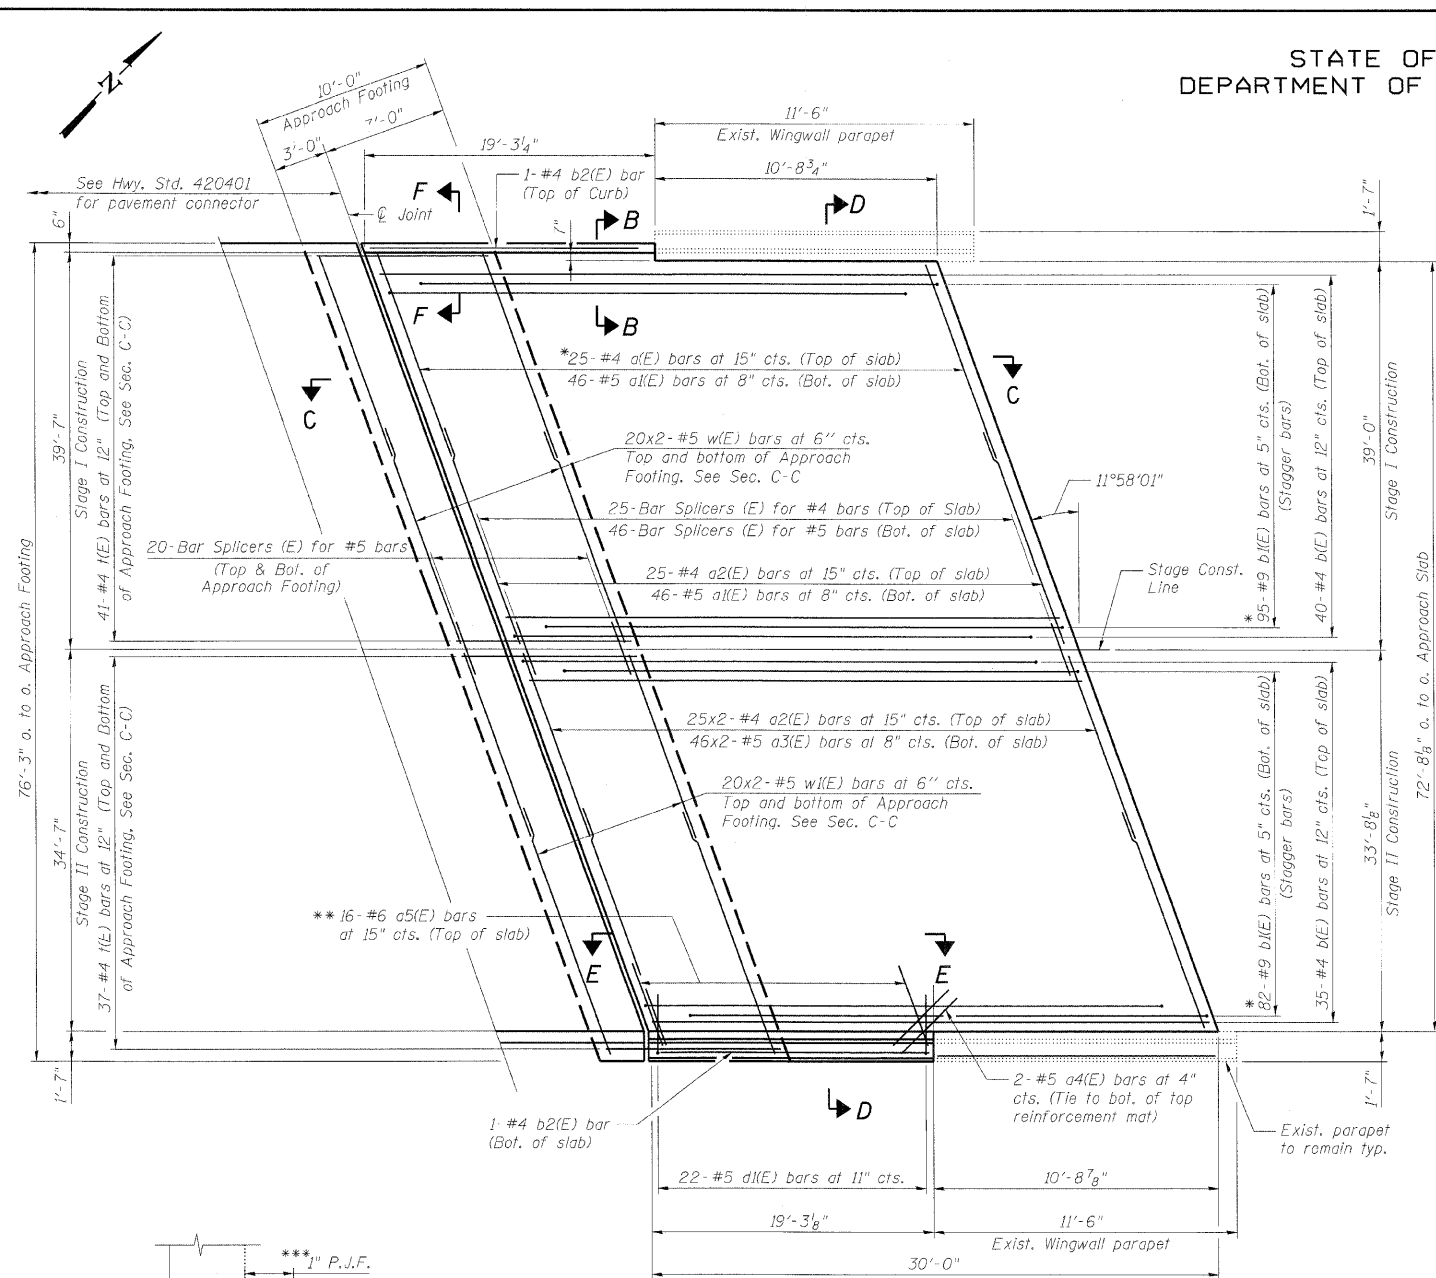 STATE OF
DEPARTMENT OF
N
10'-0"
Approach Footing
3'-0"
7'-0"
19'-3¼"
11'-6"
Exist. Wingwall parapet
10'-8¾"
1'-7"
See Hwy. Std. 420401
for pavement connector
6"
℄ Joint
F
1-#4 b2(E) bar
(Top of Curb)
7"
B
D
F
B
*25-#4 a(E) bars at 15" cts. (Top of slab)
46-#5 a1(E) bars at 8" cts. (Bot. of slab)
C
C
20x2-#5 w(E) bars at 6" cts.
Top and bottom of Approach
Footing. See Sec. C-C
11°58'01"
25-Bar Splicers (E) for #4 bars (Top of Slab)
46-Bar Splicers (E) for #5 bars (Bot. of slab)
20-Bar Splicers (E) for #5 bars
(Top & Bot. of
Approach Footing)
25-#4 a2(E) bars at 15" cts. (Top of slab)
46-#5 a1(E) bars at 8" cts. (Bot. of slab)
Stage Const.
Line
76'-3" o. to o. Approach Footing
39'-7"
Stage I Construction
41-#4 t(E) bars at 12" (Top and Bottom
of Approach Footing, See Sec. C-C)
34'-7"
Stage II Construction
37-#4 t(E) bars at 12" (Top and Bottom
of Approach Footing, See Sec. C-C)
1'-7"
*95-#9 b1(E) bars at 5" cts. (Bot. of slab)
(Stagger bars)
40-#4 b(E) bars at 12" cts. (Top of slab)
39'-0"
Stage I Construction
72'-8⅛" o. to o. Approach Slab
*82-#9 b1(E) bars at 5" cts. (Bot. of slab)
(Stagger bars)
35-#4 b(E) bars at 12" cts. (Top of slab)
33'-8⅛"
Stage II Construction
1'-7"
25x2-#4 a2(E) bars at 15" cts. (Top of slab)
46x2-#5 a3(E) bars at 8" cts. (Bot. of slab)
20x2-#5 w1(E) bars at 6" cts.
Top and bottom of Approach
Footing. See Sec. C-C
**16-#6 a5(E) bars
at 15" cts. (Top of slab)
E
E
2-#5 a4(E) bars at 4"
cts. (Tie to bot. of top
reinforcement mat)
D
1-#4 b2(E) bar
(Bot. of slab)
Exist. parapet
to remain typ.
22-#5 d1(E) bars at 11" cts.
10'-8⅞"
19'-3⅛"
11'-6"
Exist. Wingwall parapet
30'-0"
***1" P.J.F.